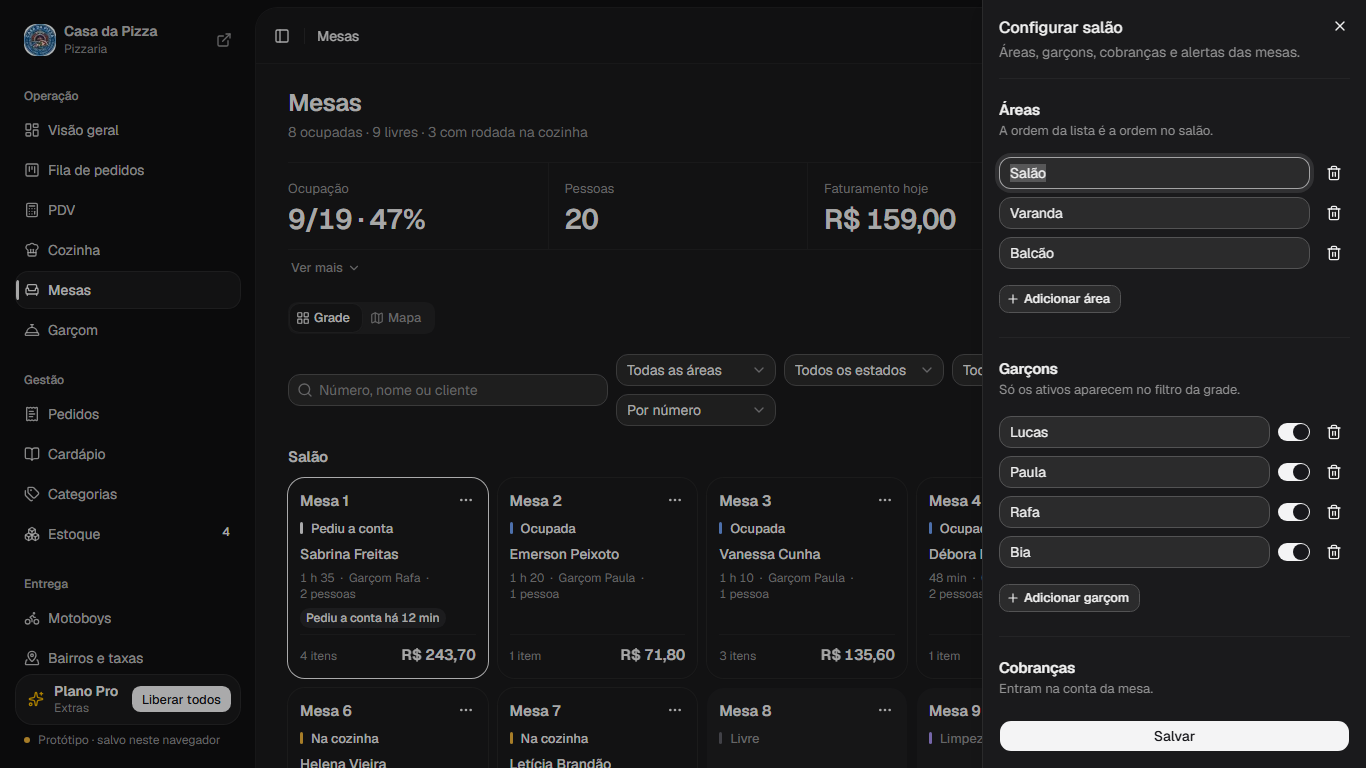 Casa da Pizza
Pizzaria
Operação
Visão geral
Fila de pedidos
PDV
Cozinha
Mesas
Garçom
Gestão
Pedidos
Cardápio
Categorias
Estoque 4
Entrega
Motoboys
Bairros e taxas
Plano Pro
Extras
Liberar todos
Protótipo · salvo neste navegador
Mesas
Mesas
8 ocupadas · 9 livres · 3 com rodada na cozinha
Ocupação
9/19 · 47%
Pessoas
20
Faturamento hoje
R$ 159,00
Ver mais
Grade
Mapa
Número, nome ou cliente
Todas as áreas
Todos os estados
Por número
Salão
Mesa 1
Pediu a conta
Sabrina Freitas
1 h 35 · Garçom Rafa ·
2 pessoas
Pediu a conta há 12 min
4 itens R$ 243,70
Mesa 2
Ocupada
Emerson Peixoto
1 h 20 · Garçom Paula ·
1 pessoa
1 item R$ 71,80
Mesa 3
Ocupada
Vanessa Cunha
1 h 10 · Garçom Paula ·
1 pessoa
3 itens R$ 135,60
Mesa 4
Débora
48 min ·
2 pessoas
1 item
Mesa 6
Na cozinha
Helena Vieira
Mesa 7
Na cozinha
Letícia Brandão
Mesa 8
Livre
Mesa 9
Configurar salão
Áreas, garçons, cobranças e alertas das mesas.
Áreas
A ordem da lista é a ordem no salão.
Salão
Varanda
Balcão
+ Adicionar área
Garçons
Só os ativos aparecem no filtro da grade.
Lucas
Paula
Rafa
Bia
+ Adicionar garçom
Cobranças
Entram na conta da mesa.
Salvar